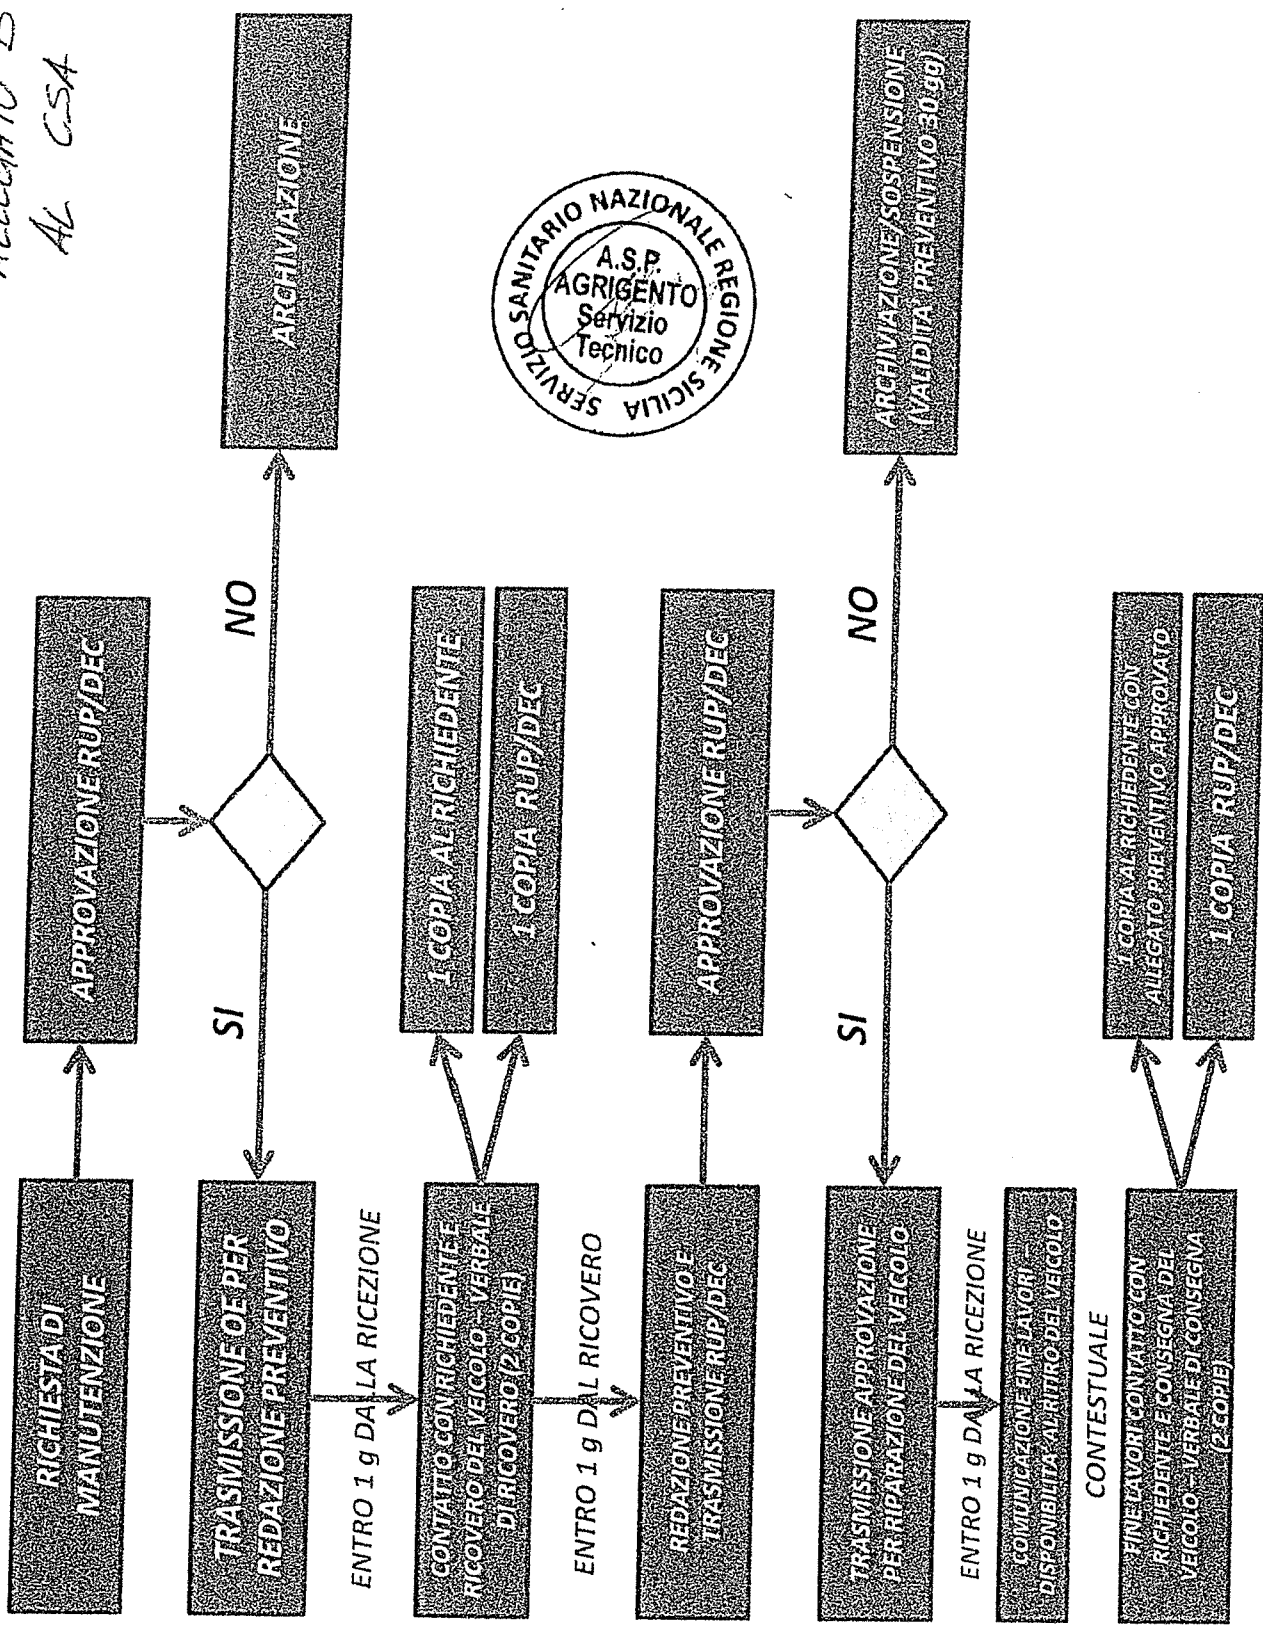 ALLEGATO B
AL CSA
RICHIESTA DI
MANUTENZIONE
APPROVAZIONE RUP/DEC
SI
NO
ARCHIVIAZIONE
TRASMISSIONE OE PER
REDAZIONE PREVENTIVO
ENTRO 1 g DALLA RICEZIONE
CONTATTO CON RICHIEDENTE E
RICOVERO DEL VEICOLO – VERBALE
DI RICOVERO (2 COPIE)
1 COPIA AL RICHIEDENTE
1 COPIA RUP/DEC
ENTRO 1 g DAL RICOVERO
REDAZIONE PREVENTIVO E
TRASMISSIONE RUP/DEC
APPROVAZIONE RUP/DEC
SI
NO
ARCHIVIAZIONE/SOSPENSIONE
(VALIDITA' PREVENTIVO 30 gg)
TRASMISSIONE APPROVAZIONE
PER RIPARAZIONE DEL VEICOLO
ENTRO 1 g DALLA RICEZIONE
COMUNICAZIONE FINE LAVORI –
DISPONIBILITA' AL RITIRO DEL VEICOLO
CONTESTUALE
FINE LAVORI CONTATTO CON
RICHIEDENTE E CONSEGNA DEL
VEICOLO – VERBALE DI CONSEGNA
(2 COPIE)
1 COPIA AL RICHIEDENTE CON
ALLEGATO PREVENTIVO APPROVATO
1 COPIA RUP/DEC
SERVIZIO SANITARIO NAZIONALE REGIONE SICILIA
A.S.P.
AGRIGENTO
Servizio
Tecnico